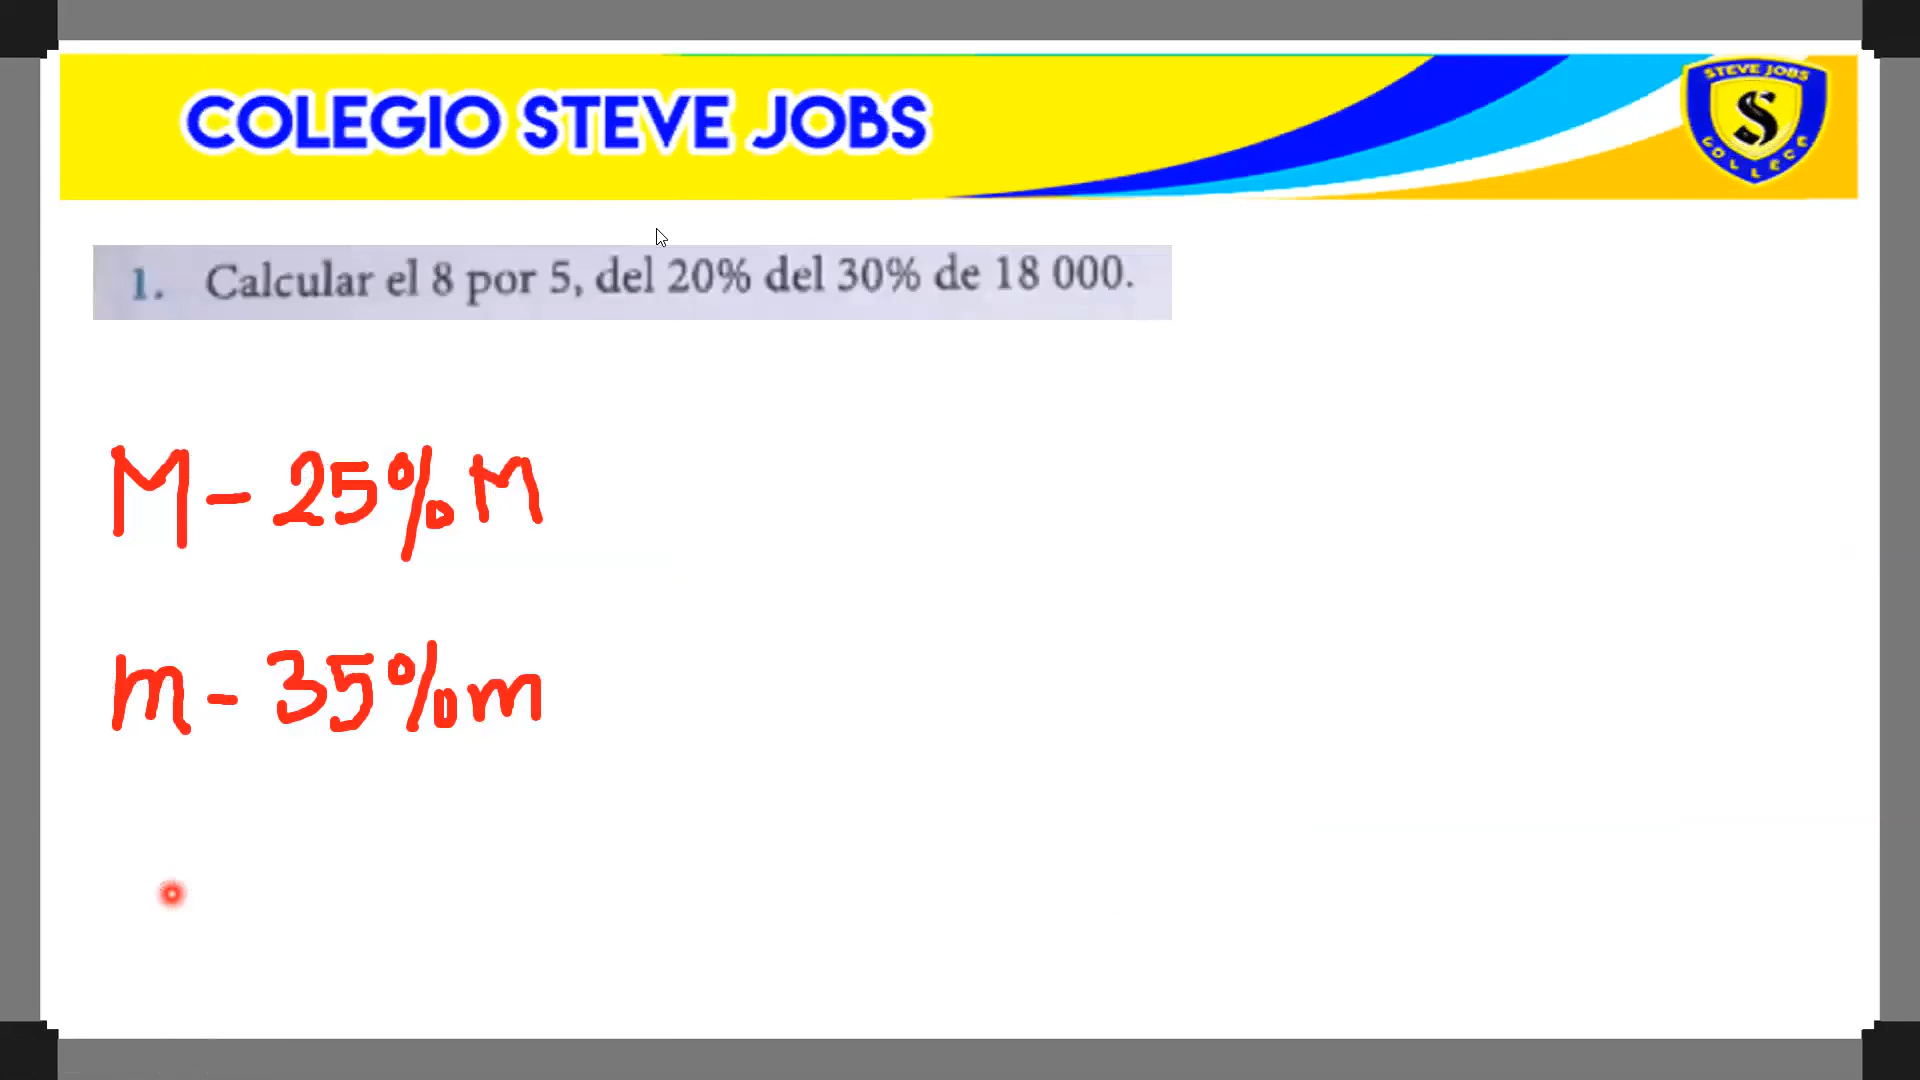 COLEGIO STEVE JOBS
STEVE JOBS
S
COLLEGE
1. Calcular el 8 por 5, del 20% del 30% de 18 000.
M - 25% M
m - 35% m